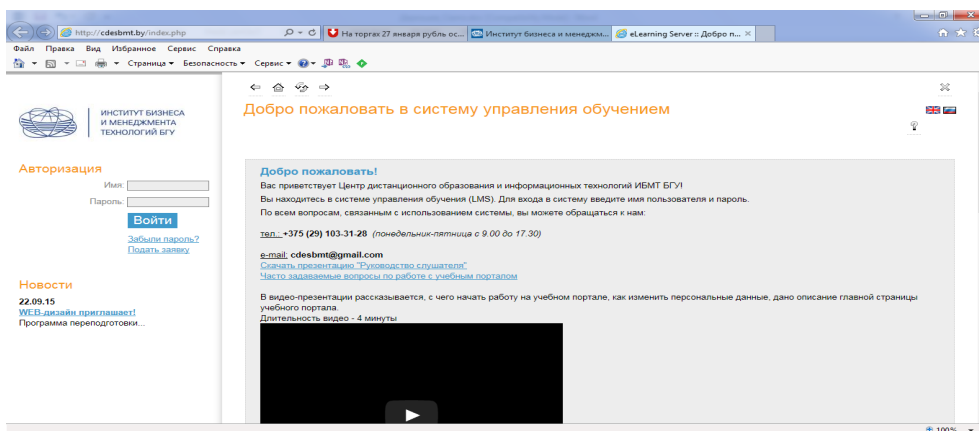 http://cdesbmt.by/index.php
На торгах 27 января рубль ос...
Институт бизнеса и менеджм...
eLearning Server :: Добро п...
Файл Правка Вид Избранное Сервис Справка
Страница Безопасность Сервис
ИНСТИТУТ БИЗНЕСА
И МЕНЕДЖМЕНТА
ТЕХНОЛОГИЙ БГУ
Авторизация
Имя:
Пароль:
Войти
Забыли пароль?
Подать заявку
Новости
22.09.15
WEB-дизайн приглашает!
Программа переподготовки...
Добро пожаловать в систему управления обучением
Добро пожаловать!
Вас приветствует Центр дистанционного образования и информационных технологий ИБМТ БГУ!
Вы находитесь в системе управления обучения (LMS). Для входа в систему введите имя пользователя и пароль.
По всем вопросам, связанным с использованием системы, вы можете обращаться к нам:
тел.: +375 (29) 103-31-28 (понедельник-пятница с 9.00 до 17.30)
e-mail: cdesbmt@gmail.com
Скачать презентацию "Руководство слушателя"
Часто задаваемые вопросы по работе с учебным порталом
В видео-презентации рассказывается, с чего начать работу на учебном портале, как изменить персональные данные, дано описание главной страницы
учебного портала.
Длительность видео - 4 минуты
100%